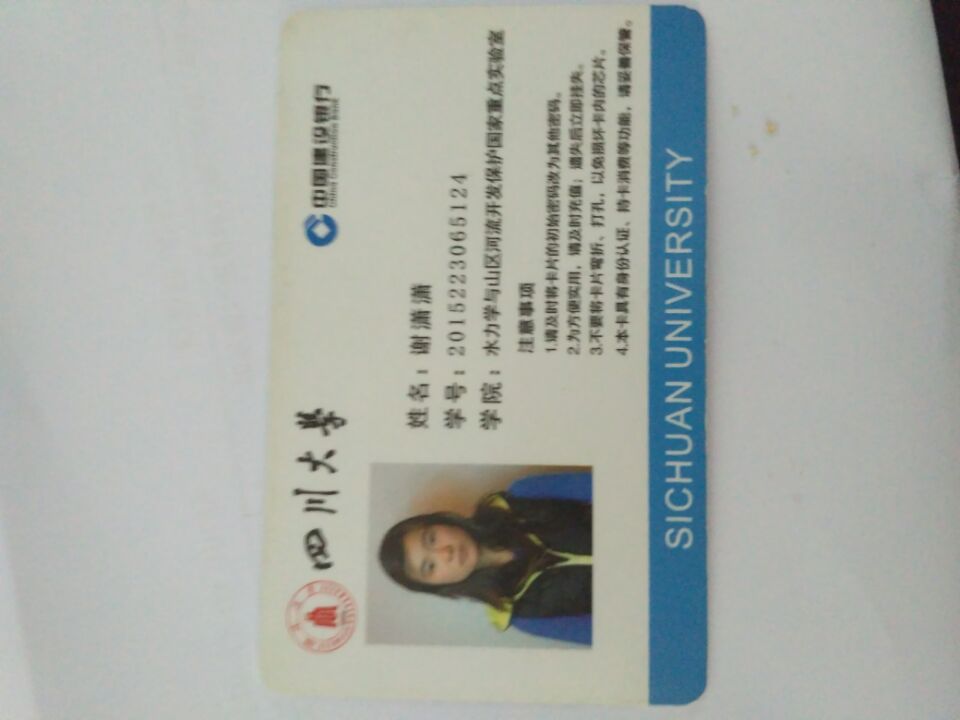 四川大学
中国建设银行
China Construction Bank
姓名：谢潇潇
学号：2015223065124
学院：水力学与山区河流开发保护国家重点实验室
注意事项
1.请及时将卡片的初始密码改为其他密码。
2.为方便实用，请及时充值；遗失后立即挂失。
3.不要将卡片弯折、打孔，以免损坏卡内的芯片。
4.本卡具有身份认证、持卡消费等功能，请妥善保管。
SICHUAN UNIVERSITY